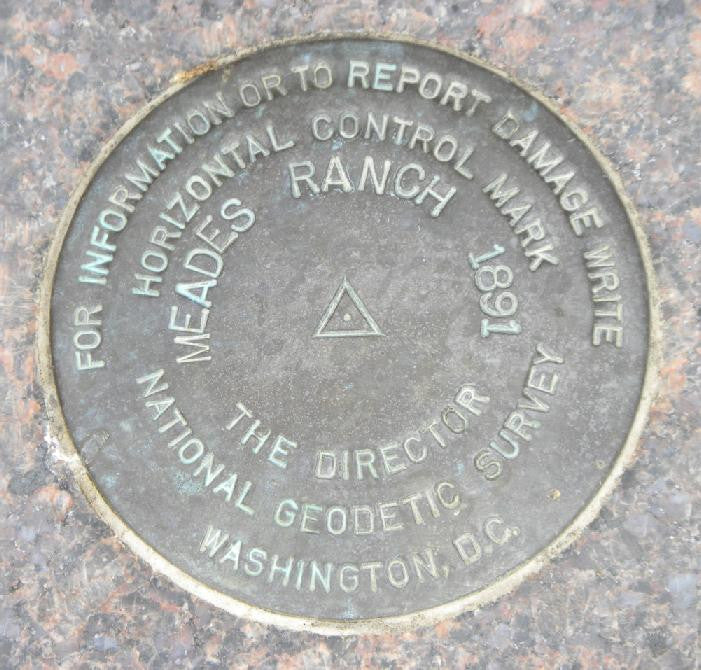 FOR INFORMATION OR TO REPORT DAMAGE WRITE
HORIZONTAL CONTROL MARK
MEADES RANCH 1891
THE DIRECTOR
NATIONAL GEODETIC SURVEY
WASHINGTON, D.C.